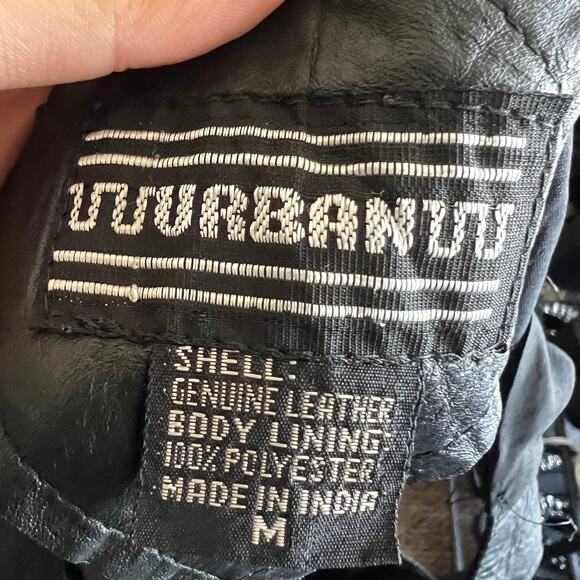 URBAN
SHELL:
GENUINE LEATHER
BODY LINING
100% POLYESTER
MADE IN INDIA
M